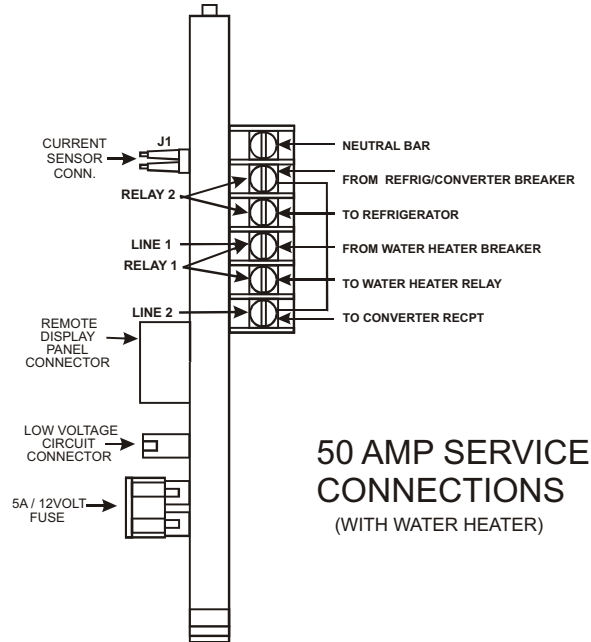 CURRENT
SENSOR
CONN.
J1
RELAY 2
LINE 1
RELAY 1
LINE 2
REMOTE
DISPLAY
PANEL
CONNECTOR
LOW VOLTAGE
CIRCUIT
CONNECTOR
5A / 12VOLT
FUSE
NEUTRAL BAR
FROM REFRIG/CONVERTER BREAKER
TO REFRIGERATOR
FROM WATER HEATER BREAKER
TO WATER HEATER RELAY
TO CONVERTER RECPT
50 AMP SERVICE
CONNECTIONS
(WITH WATER HEATER)